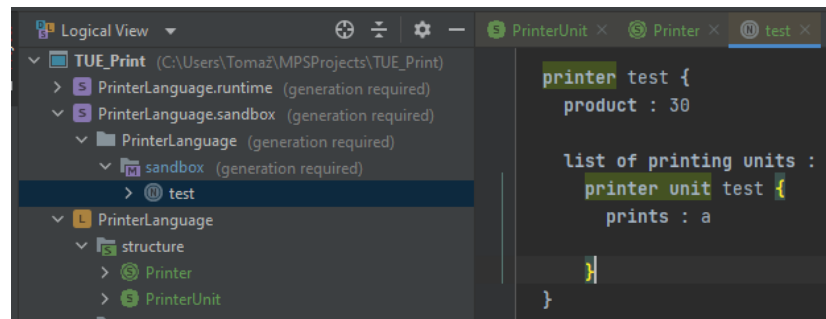 Logical View
TUE_Print (C:\Users\Tomaž\MPSProjects\TUE_Print)
S PrinterLanguage.runtime (generation required)
S PrinterLanguage.sandbox (generation required)
PrinterLanguage (generation required)
M sandbox (generation required)
N test
L PrinterLanguage
S structure
S Printer
S PrinterUnit
S PrinterUnit × S Printer × N test ×
printer test {
product : 30
list of printing units :
printer unit test {
prints : a
}
}